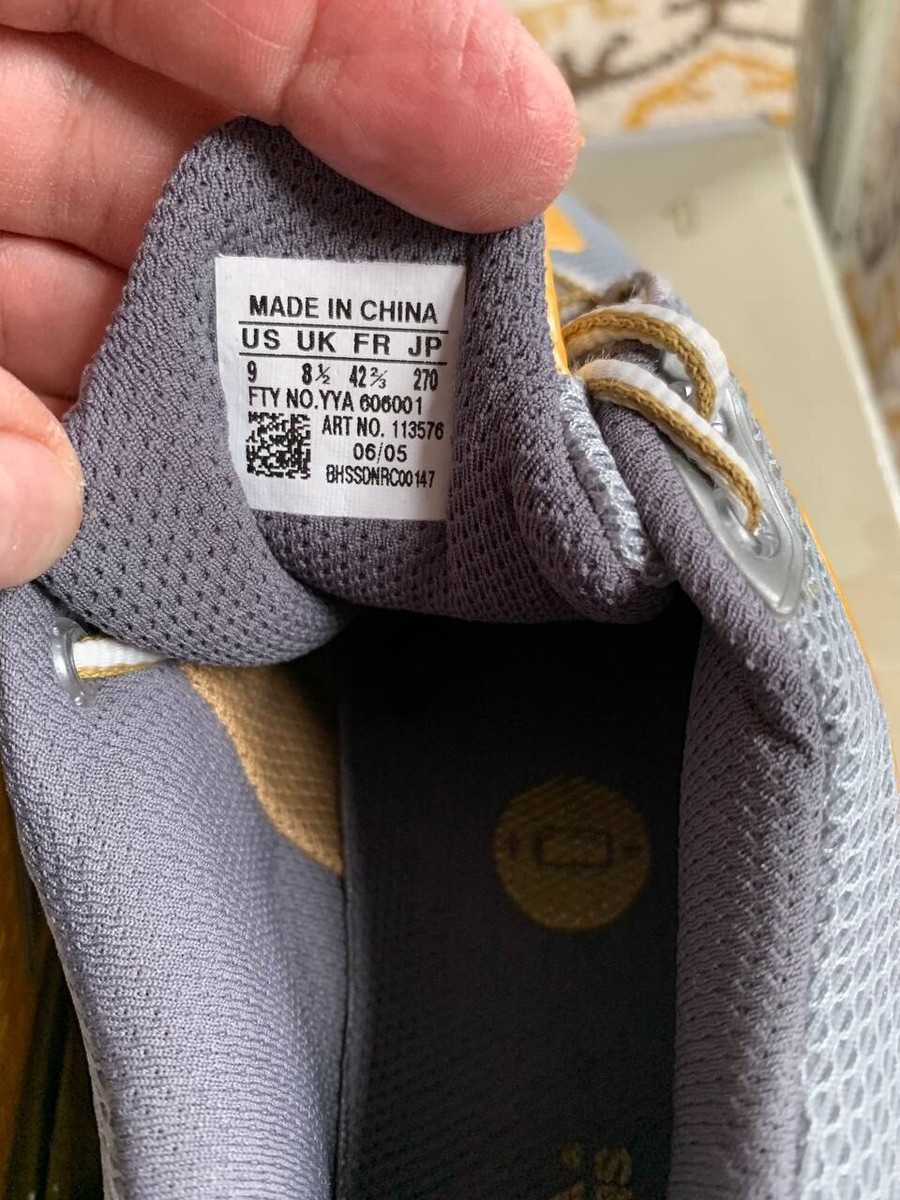 MADE IN CHINA
US UK FR JP
9 8½ 42⅔ 270
FTY NO.YYA 606001
ART NO. 113576
06/05
BHSSDNRC00147